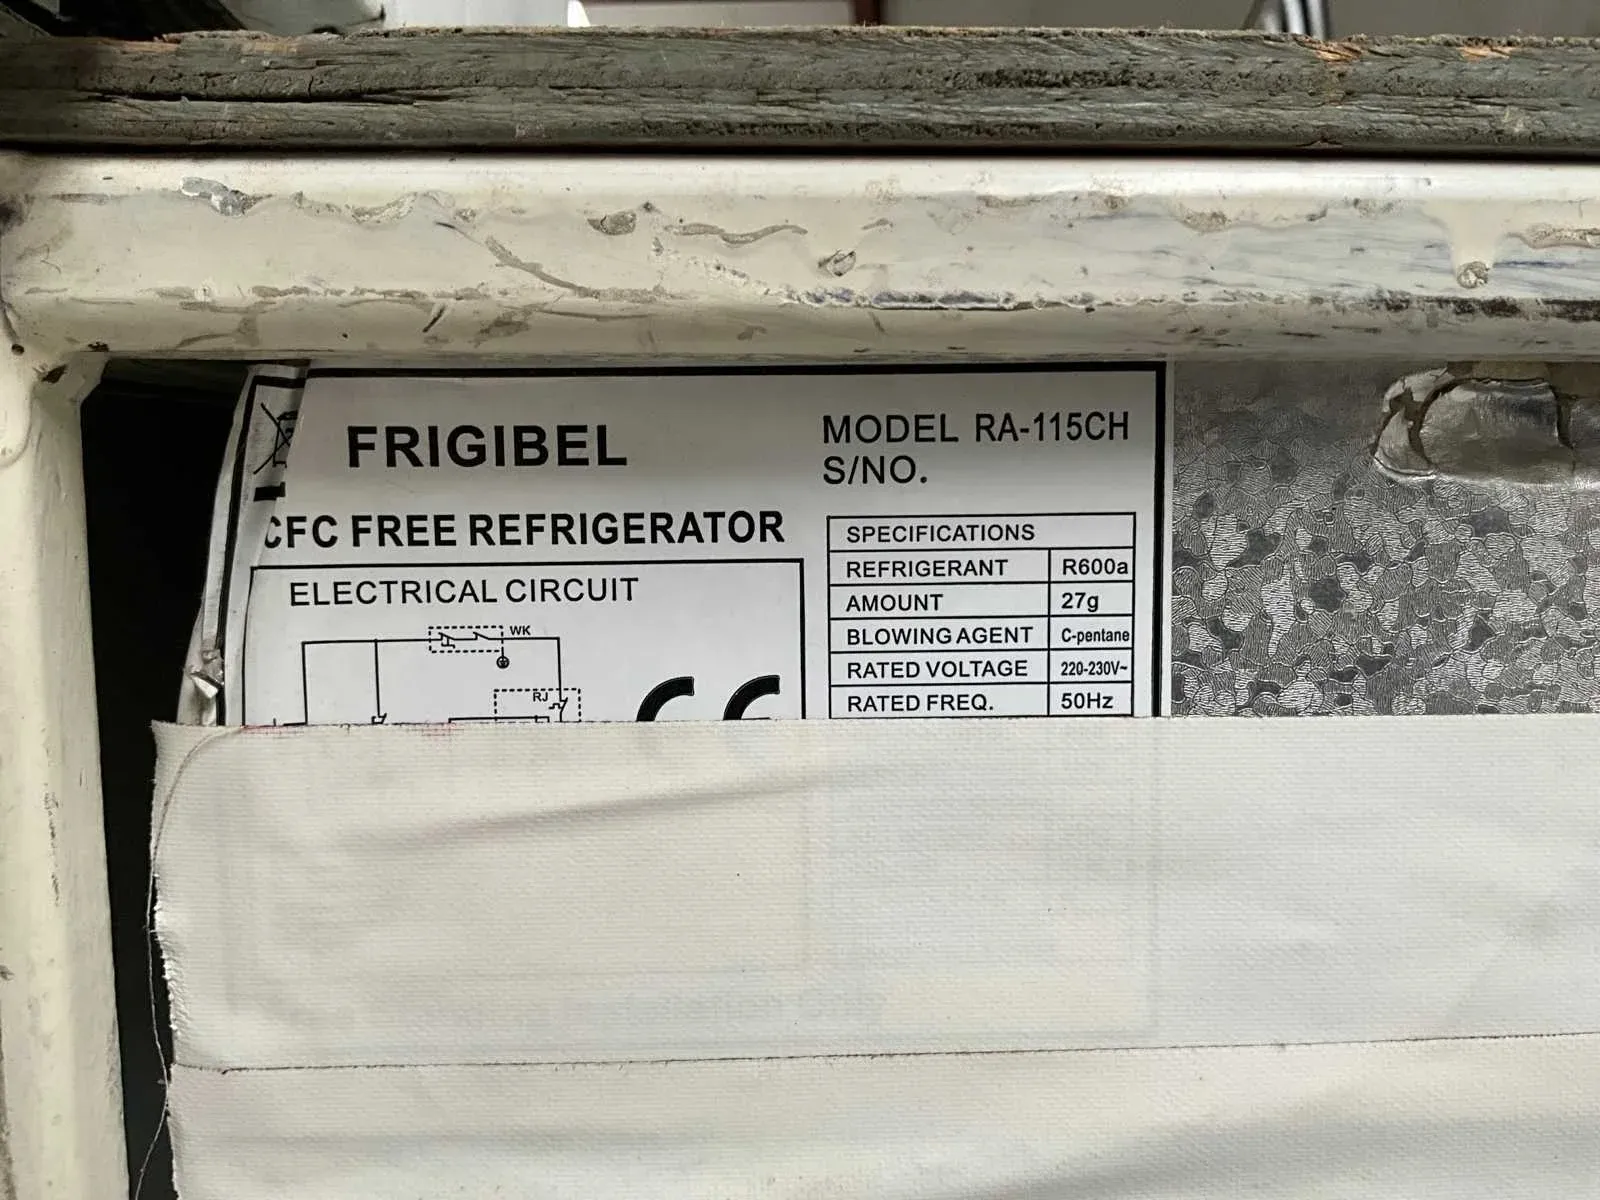 FRIGIBEL
MODEL RA-115CH
S/NO.
CFC FREE REFRIGERATOR
ELECTRICAL CIRCUIT
WK
RJ
CE
SPECIFICATIONS
REFRIGERANT R600a
AMOUNT 27g
BLOWING AGENT C-pentane
RATED VOLTAGE 220-230V~
RATED FREQ. 50Hz